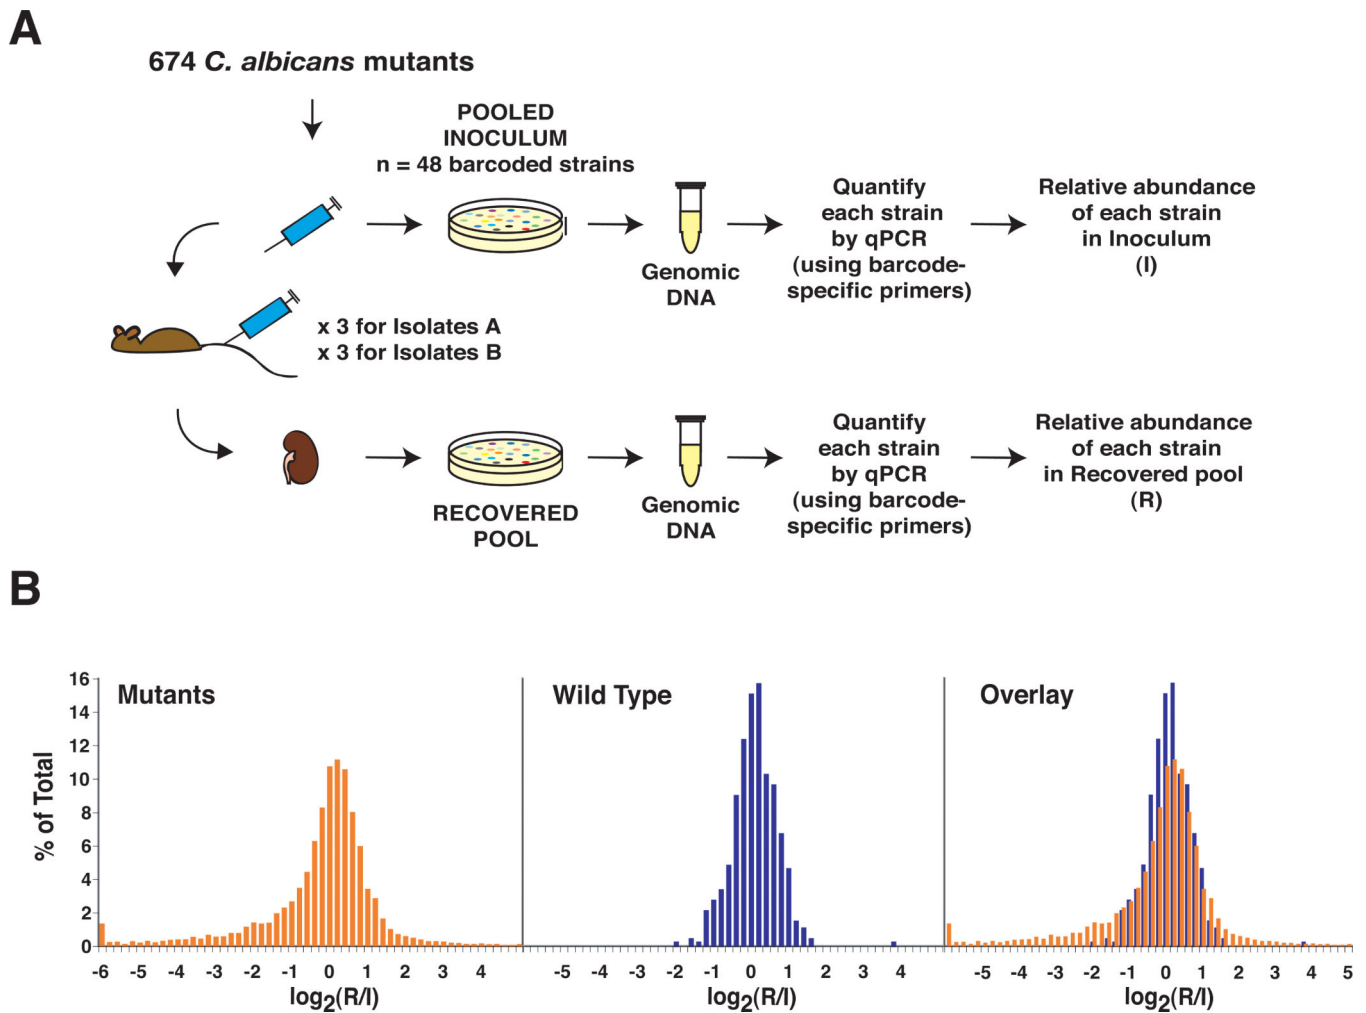 A
674 C. albicans mutants
POOLED
INOCULUM
n = 48 barcoded strains
Genomic
DNA
Quantify
each strain
by qPCR
(using barcode-
specific primers)
Relative abundance
of each strain
in Inoculum
(I)
x 3 for Isolates A
x 3 for Isolates B
RECOVERED
POOL
Genomic
DNA
Quantify
each strain
by qPCR
(using barcode-
specific primers)
Relative abundance
of each strain
in Recovered pool
(R)
B
% of Total
16
14
12
10
8
6
4
2
0
Mutants
-6 -5 -4 -3 -2 -1 0 1 2 3 4
log2(R/I)
Wild Type
-5 -4 -3 -2 -1 0 1 2 3 4
log2(R/I)
Overlay
-5 -4 -3 -2 -1 0 1 2 3 4 5
log2(R/I)